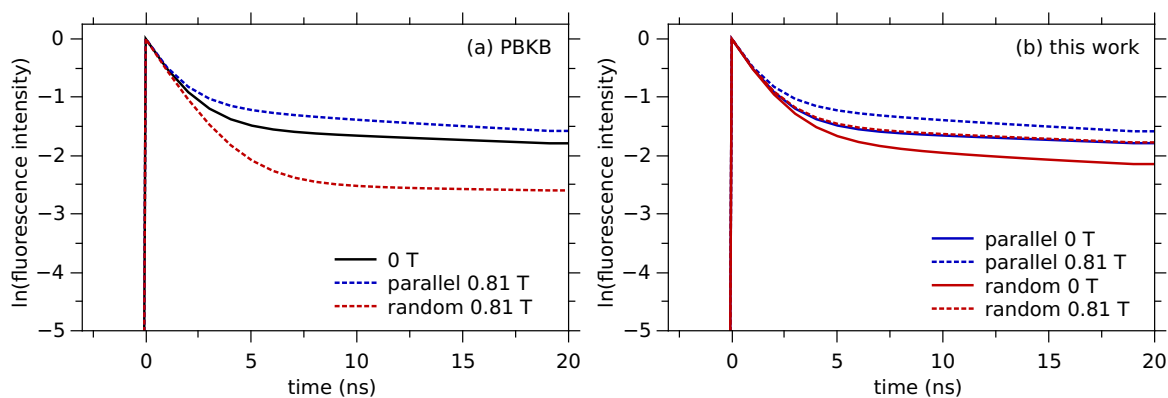 (a) PBKB
ln(fluorescence intensity)
0
−1
−2
−3
−4
−5
0 T
parallel 0.81 T
random 0.81 T
0 5 10 15 20
time (ns)
(b) this work
ln(fluorescence intensity)
0
−1
−2
−3
−4
−5
parallel 0 T
parallel 0.81 T
random 0 T
random 0.81 T
0 5 10 15 20
time (ns)